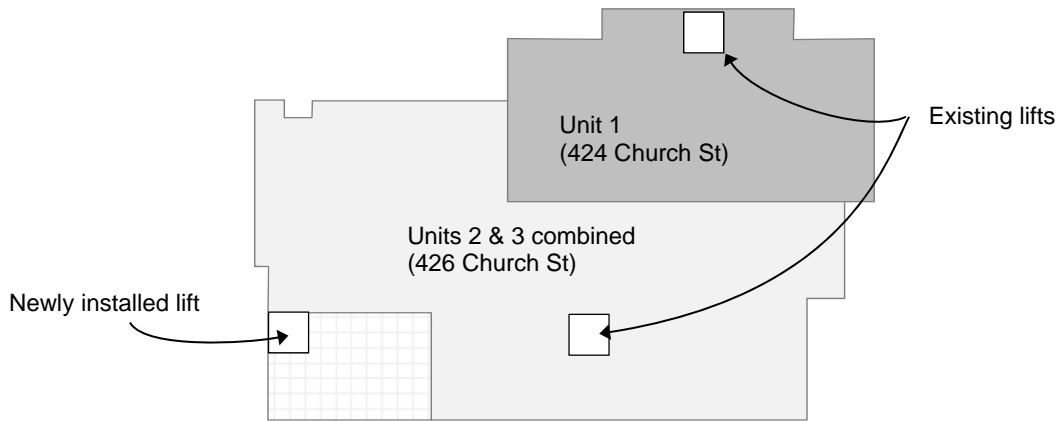 Existing lifts
Unit 1
(424 Church St)
Units 2 & 3 combined
(426 Church St)
Newly installed lift